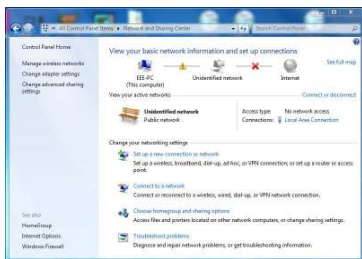 All Control Panel Items ▸ Network and Sharing Center
Search Control Panel
Control Panel Home
Manage wireless networks
Change adapter settings
Change advanced sharing
settings
See also
HomeGroup
Internet Options
Windows Firewall
View your basic network information and set up connections
See full map
EEE-PC
(This computer)
Unidentified network
Internet
View your active networks
Connect or disconnect
Unidentified network
Public network
Access type: No network access
Connections: Local Area Connection
Change your networking settings
Set up a new connection or network
Set up a wireless, broadband, dial-up, ad hoc, or VPN connection; or set up a router or access
point.
Connect to a network
Connect or reconnect to a wireless, wired, dial-up, or VPN network connection.
Choose homegroup and sharing options
Access files and printers located on other network computers, or change sharing settings.
Troubleshoot problems
Diagnose and repair network problems, or get troubleshooting information.